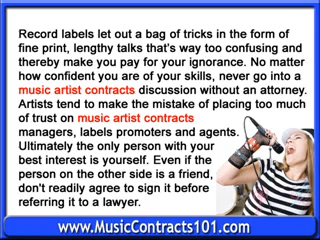 Record labels let out a bag of tricks in the form of
fine print, lengthy talks that's way too confusing and
thereby make you pay for your ignorance. No matter
how confident you are of your skills, never go into a
music artist contracts discussion without an attorney.
Artists tend to make the mistake of placing too much
of trust on music artist contracts
managers, labels promoters and agents.
Ultimately the only person with your
best interest is yourself. Even if the
person on the other side is a friend,
don't readily agree to sign it before
referring it to a lawyer.
www.MusicContracts101.com